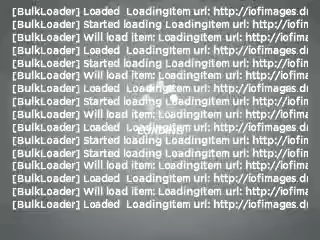 [BulkLoader] Loaded LoadingItem url: http://iofimages.d
[BulkLoader] Started loading LoadingItem url: http://iofi
[BulkLoader] Will load item: LoadingItem url: http://iofima
[BulkLoader] Loaded LoadingItem url: http://iofimages.d
[BulkLoader] Started loading LoadingItem url: http://iofi
[BulkLoader] Will load item: LoadingItem url: http://iofima
[BulkLoader] Loaded LoadingItem url: http://iofimages.d
[BulkLoader] Started loading LoadingItem url: http://iofi
[BulkLoader] Will load item: LoadingItem url: http://iofima
[BulkLoader] Loaded LoadingItem url: http://iofimages.d
[BulkLoader] Started loading LoadingItem url: http://iofi
[BulkLoader] Started loading LoadingItem url: http://iofi
[BulkLoader] Will load item: LoadingItem url: http://iofima
[BulkLoader] Loaded LoadingItem url: http://iofimages.d
[BulkLoader] Will load item: LoadingItem url: http://iofima
[BulkLoader] Loaded LoadingItem url: http://iofimages.d